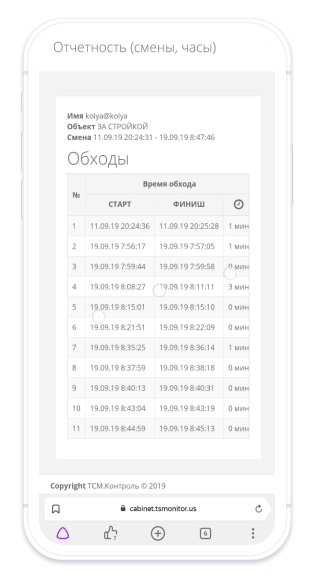 Отчетность (смены, часы)
Имя kolya@kolya
Объект ЗА СТРОЙКОЙ
Смена 11.09.19 20:24:31 - 19.09.19 8:47:46
Обходы
№ Время обхода
СТАРТ ФИНИШ
1 11.09.19 20:24:36 11.09.19 20:25:28 1 мин
2 19.09.19 7:56:17 19.09.19 7:57:05 1 мин
3 19.09.19 7:59:44 19.09.19 7:59:58 0 мин
4 19.09.19 8:08:27 19.09.19 8:11:11 3 мин
5 19.09.19 8:15:01 19.09.19 8:15:10 0 мин
6 19.09.19 8:21:51 19.09.19 8:22:09 0 мин
7 19.09.19 8:35:25 19.09.19 8:36:14 1 мин
8 19.09.19 8:37:59 19.09.19 8:38:18 0 мин
9 19.09.19 8:40:13 19.09.19 8:40:31 0 мин
10 19.09.19 8:43:04 19.09.19 8:43:19 0 мин
11 19.09.19 8:44:59 19.09.19 8:45:13 0 мин
Copyright ТСМ.Контроль © 2019
cabinet.tsmonitor.us
7 6